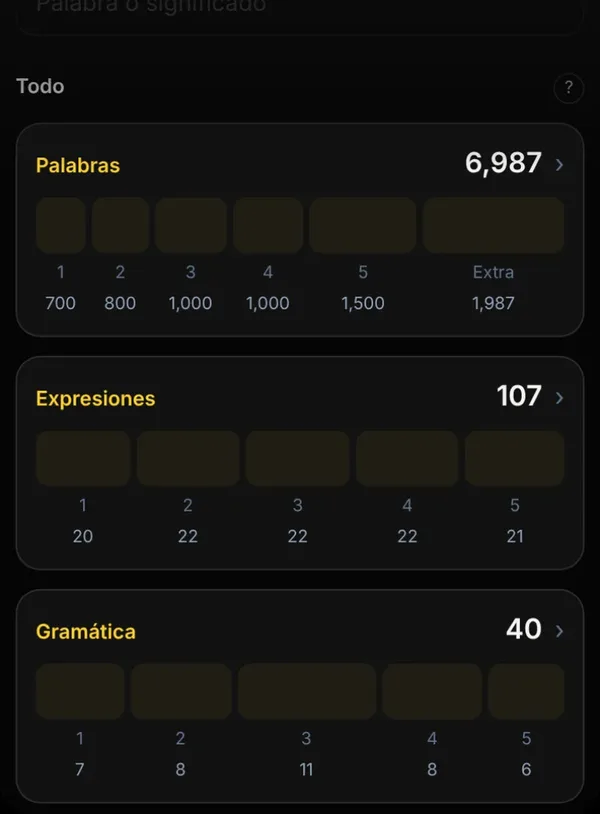 Palabra o significado
Todo
?
Palabras 6,987 ›
1 2 3 4 5 Extra
700 800 1,000 1,000 1,500 1,987
Expresiones 107 ›
1 2 3 4 5
20 22 22 22 21
Gramática 40 ›
1 2 3 4 5
7 8 11 8 6